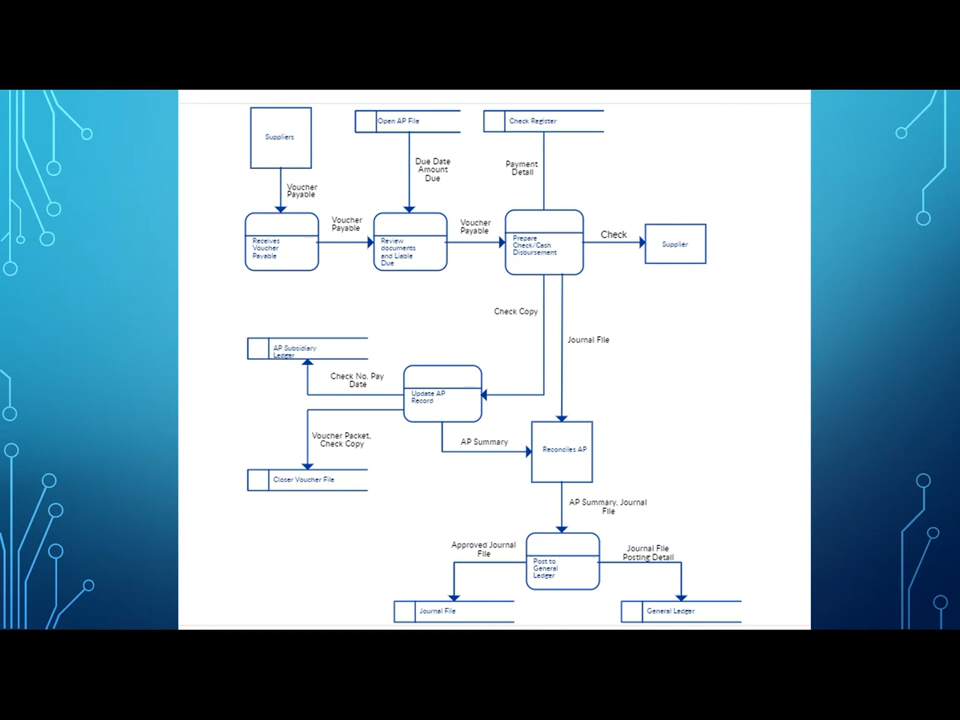 Suppliers
Open AP File
Check Register
Due Date
Amount
Due
Payment
Detail
Voucher
Payable
Voucher
Payable
Voucher
Payable
Check
Receives
Voucher
Payable
Review
documents
and Liable
Due
Prepare
Check/Cash
Disbursement
Supplier
Check Copy
Journal File
AP Subsidiary
Ledger
Check No. Pay
Date
Update AP
Record
Voucher Packet,
Check Copy
AP Summary
Reconciles AP
Closer Voucher File
AP Summary, Journal
File
Approved Journal
File
Journal File
Posting Detail
Post to
General
Ledger
Journal File
General Ledger